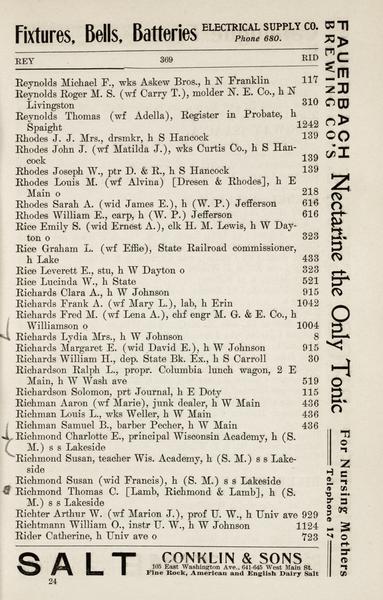 Fixtures, Bells, Batteries ELECTRICAL SUPPLY CO.
Phone 680.
REY 369 RID
Reynolds Michael F., wks Askew Bros., h N Franklin 117
Reynolds Roger M. S. (wf Carry T.), molder N. E. Co., h N
Livingston 310
Reynolds Thomas (wf Adella), Register in Probate, h
Spaight 1242
Rhodes J. J. Mrs., drsmkr, h S Hancock 139
Rhodes John J. (wf Matilda J.), wks Curtis Co., h S Han-
cock 139
Rhodes Joseph W., ptr D. & R., h S Hancock 139
Rhodes Louis M. (wf Alvina) [Dresen & Rhodes], h E
Main o 218
Rhodes Sarah A. (wid James E.), h (W. P.) Jefferson 616
Rhodes William E., carp, h (W. P.) Jefferson 616
Rice Emily S. (wid Ernest A.), clk H. M. Lewis, h W Day-
ton o 323
Rice Graham L. (wf Effie), State Railroad commissioner,
h Lake 433
Rice Leverett E., stu, h W Dayton o 323
Rice Lucinda W., h State 521
Richards Clara A., h W Johnson 915
Richards Frank A. (wf Mary L.), lab, h Erin 1042
Richards Fred M. (wf Lena A.), chf engr M. G. & E. Co., h
Williamson o 1004
Richards Lydia Mrs., h W Johnson 8
Richards Margaret E. (wid David E.), h W Johnson 915
Richards William H., dep. State Bk. Ex., h S Carroll 30
Richardson Ralph L., propr. Columbia lunch wagon, 2 E
Main, h W Wash ave 519
Richardson Solomon, prt Journal, h E Doty 115
Richman Aaron (wf Marie), junk dealer, h W Main 436
Richman Louis L., wks Weller, h W Main 436
Richman Samuel B., barber Pecher, h W Main 436
Richmond Charlotte E., principal Wisconsin Academy, h (S.
M.) s s Lakeside
Richmond Susan, teacher Wis. Academy, h (S. M.) s s Lake-
side
Richmond Susan (wid Francis), h (S. M.) s s Lakeside
Richmond Thomas C. [Lamb, Richmond & Lamb], h (S.
M.) s s Lakeside
Richter Arthur W. (wf Marion J.), prof U. W., h Univ ave 929
Richtmann William O., instr U. W., h W Johnson 1124
Rider Catherine, h Univ ave o 723
SALT CONKLIN & SONS
105 East Washington Ave., 641-645 West Main St.
Fine Rock, American and English Dairy Salt
24
FAUERBACH
BREWING CO'S
Nectarine the Only Tonic
For Nursing Mothers
Telephone 17